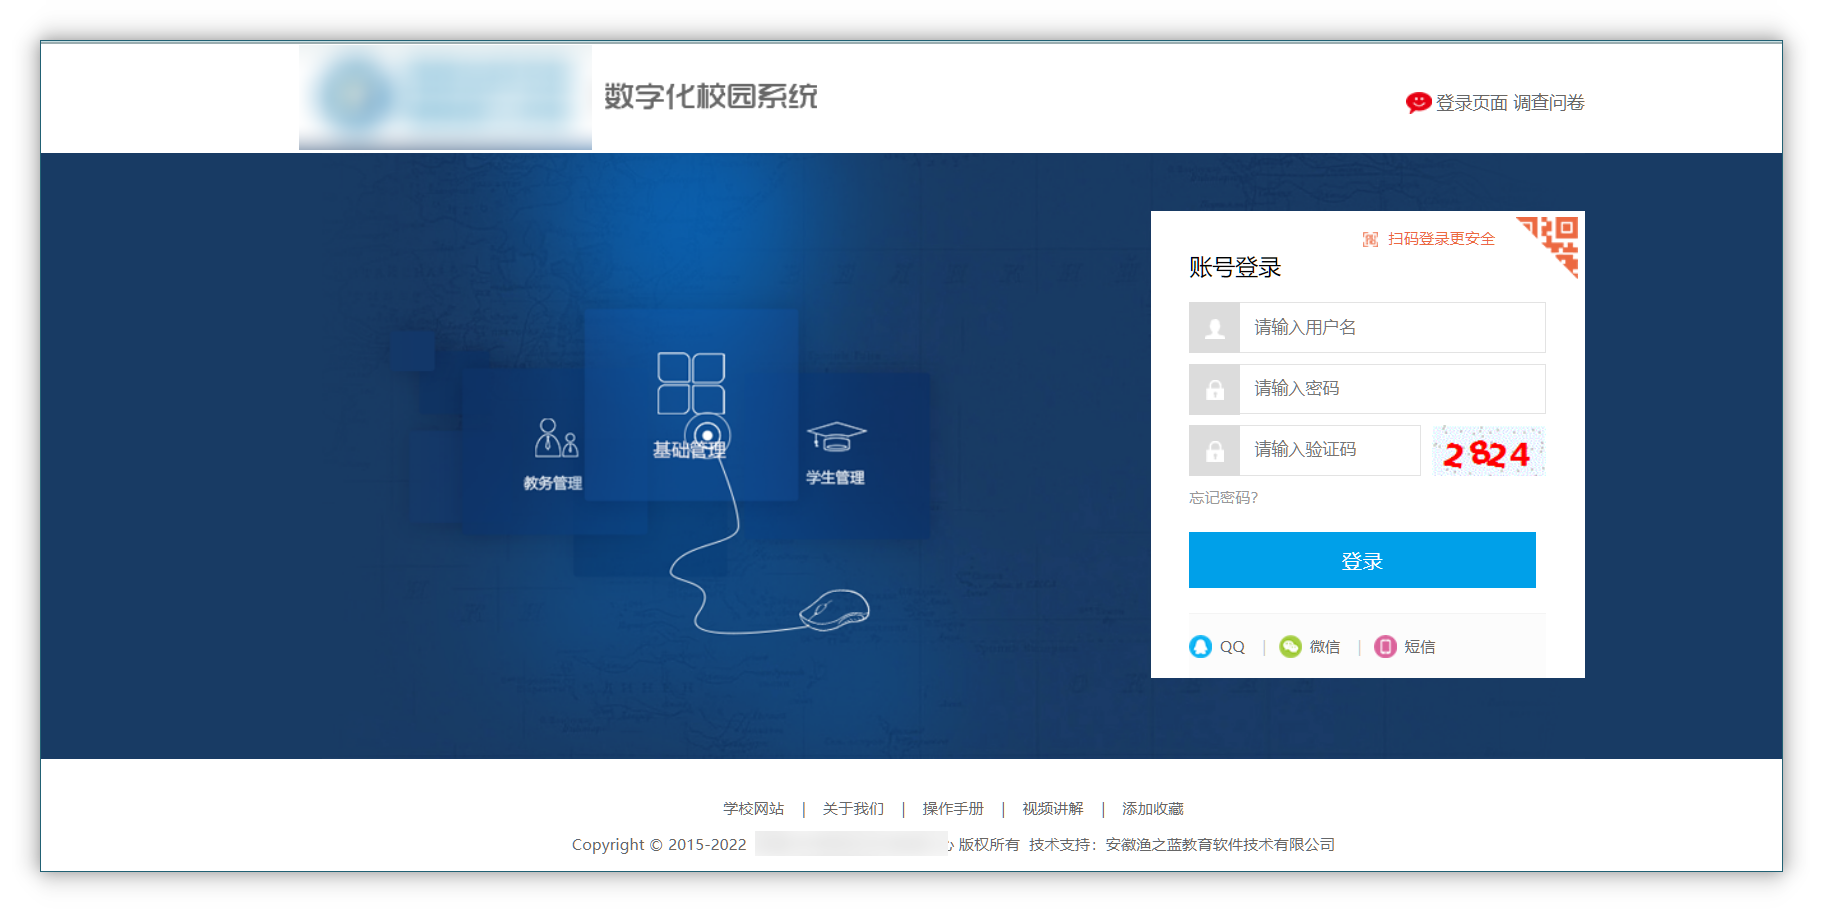 数字化校园系统
登录页面 调查问卷
扫码登录更安全
账号登录
请输入用户名
请输入密码
请输入验证码
2824
忘记密码?
登录
QQ | 微信 | 短信
基础管理
教务管理
学生管理
学校网站 | 关于我们 | 操作手册 | 视频讲解 | 添加收藏
Copyright © 2015-2022 版权所有 技术支持：安徽渔之蓝教育软件技术有限公司